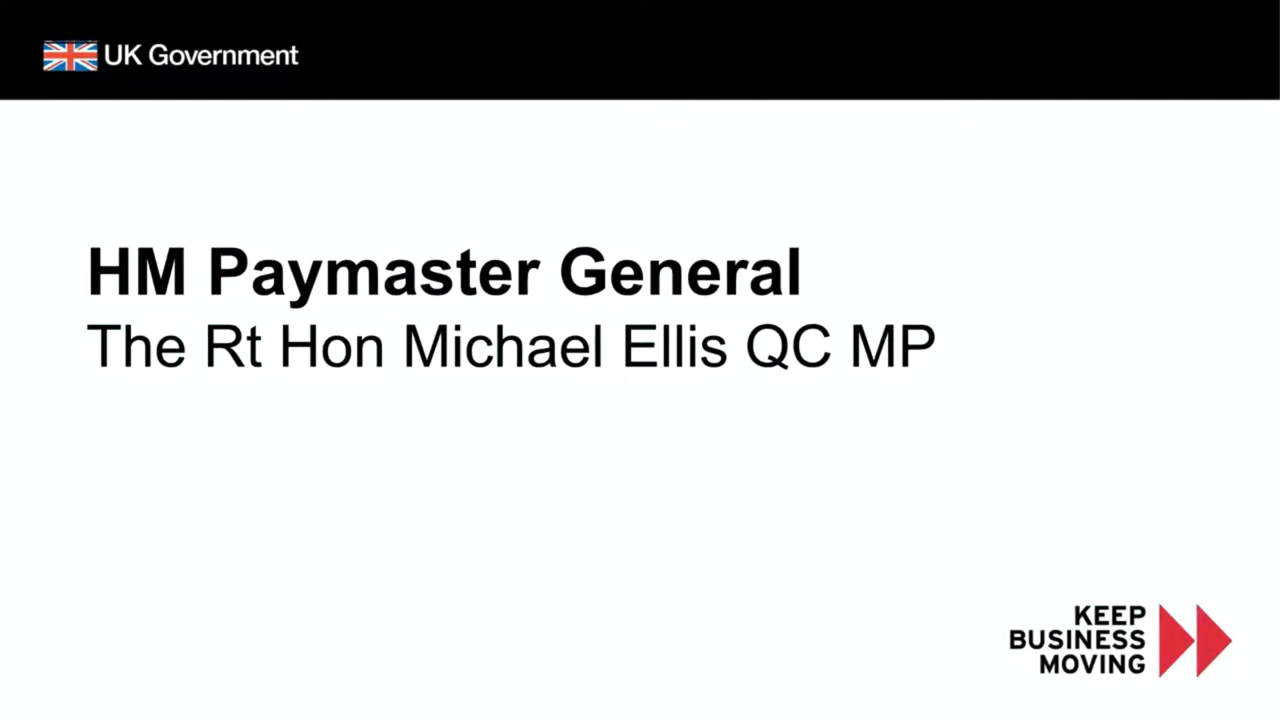 UK Government
HM Paymaster General
The Rt Hon Michael Ellis QC MP
KEEP
BUSINESS
MOVING